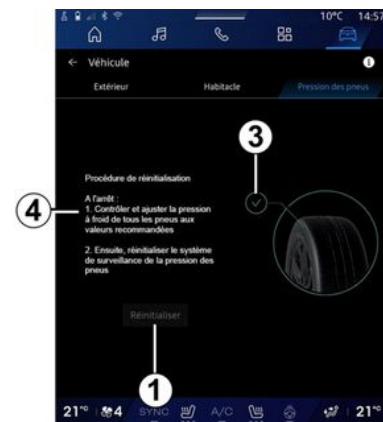 10°C 14:57
Véhicule
Extérieur Habitacle Pression des pneus
3
Procédure de réinitialisation
A l'arrêt :
4
1. Contrôler et ajuster la pression
à froid de tous les pneus aux
valeurs recommandées
2. Ensuite, réinitialiser le système
de surveillance de la pression des
pneus
Réinitialiser
1
21° 4 SYNC A/C 21°